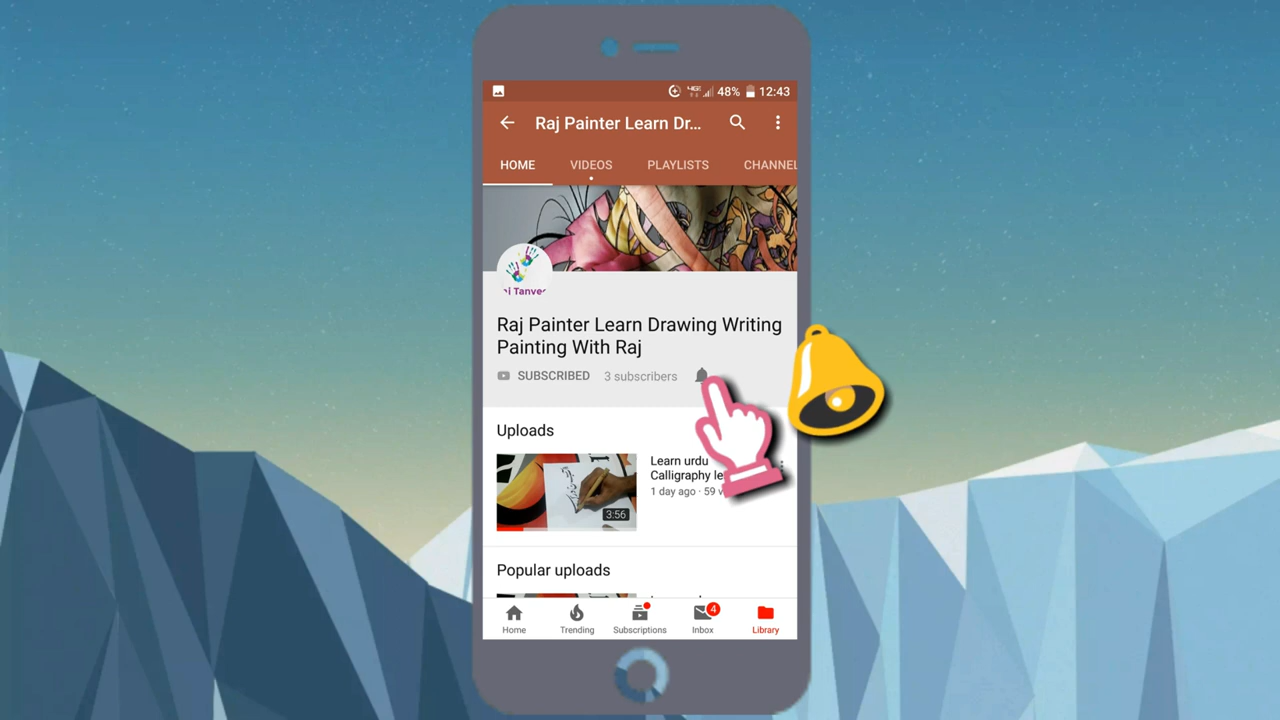 48% 12:43
Raj Painter Learn Dr...
HOME VIDEOS PLAYLISTS CHANNEL
Raj Painter Learn Drawing Writing
Painting With Raj
SUBSCRIBED 3 subscribers
Uploads
Learn urdu
Calligraphy le
1 day ago · 59 v
3:56
Popular uploads
4
Home Trending Subscriptions Inbox Library